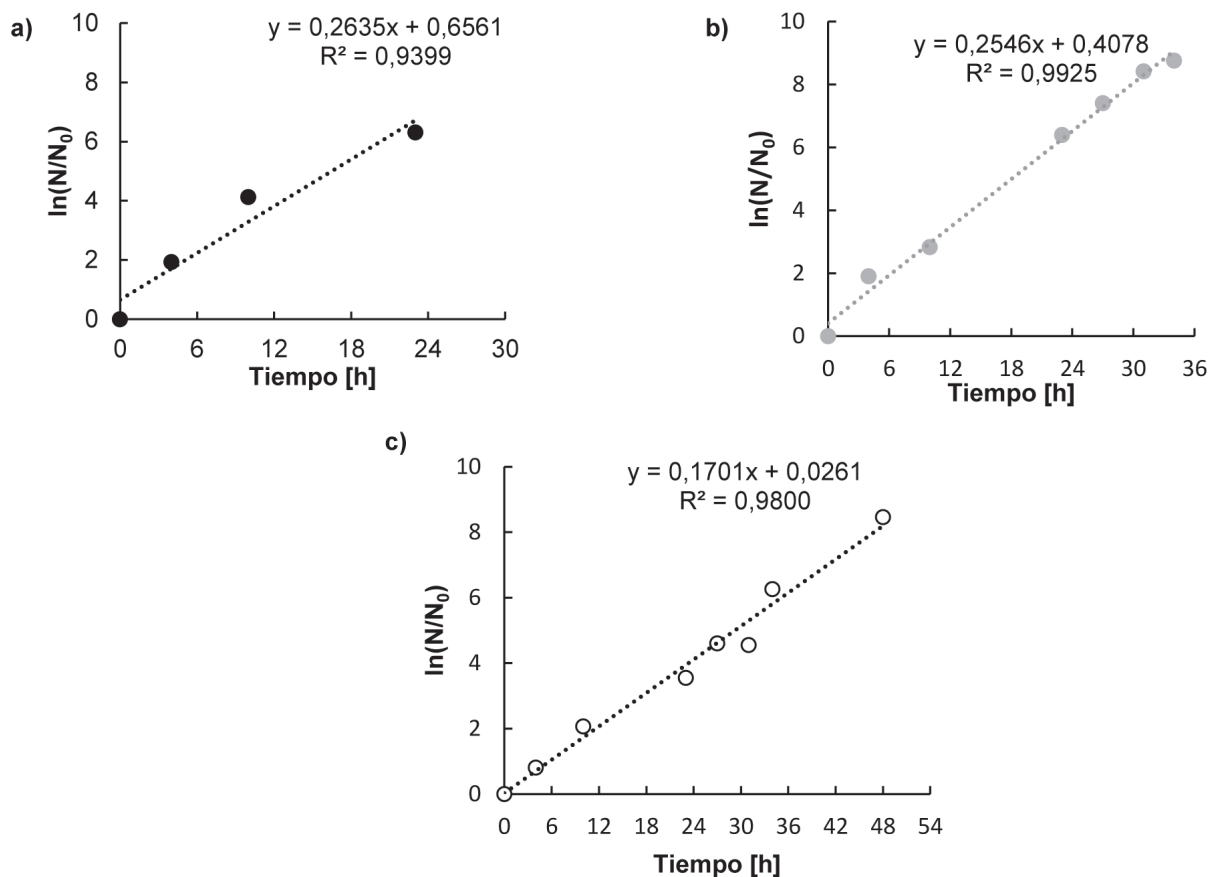 a)
y = 0,2635x + 0,6561
R² = 0,9399
10
8
6
4
2
0
ln(N/N₀)
0 6 12 18 24 30
Tiempo [h]
b)
y = 0,2546x + 0,4078
R² = 0,9925
10
8
6
4
2
0
ln(N/N₀)
0 6 12 18 24 30 36
Tiempo [h]
c)
y = 0,1701x + 0,0261
R² = 0,9800
10
8
6
4
2
0
ln(N/N₀)
0 6 12 18 24 30 36 42 48 54
Tiempo [h]